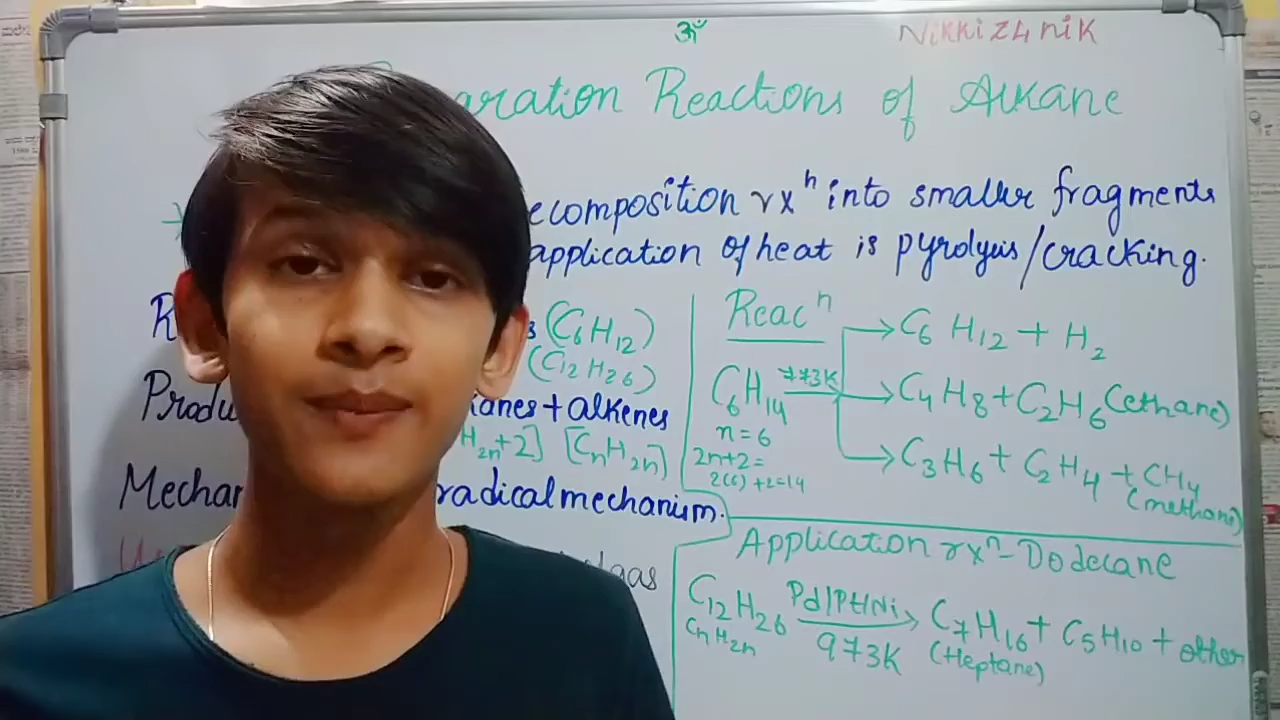 ॐ
Nikkiz4nik
aration Reactions of Alkane
ecomposition rxⁿ into smaller fragments
application of heat is pyrolysis/cracking.
R
(C₆H₁₂)
(C₁₂H₂₆)
Produ
anes + alkenes
H₂ₙ+2] [CₙH₂ₙ]
Mechan
radical mechanism.
gas
Reacⁿ
C₆H₁₄ 773K
→ C₆H₁₂ + H₂
→ C₄H₈ + C₂H₆ (ethane)
→ C₃H₆ + C₂H₄ + CH₄
(methane)
n=6
2n+2=
2(6)+2=14
Application rxⁿ- Dodecane
C₁₂H₂₆ Pd/Pt/Ni → C₇H₁₆ + C₅H₁₀ + other
CₙH₂ₙ 973K (Heptane)